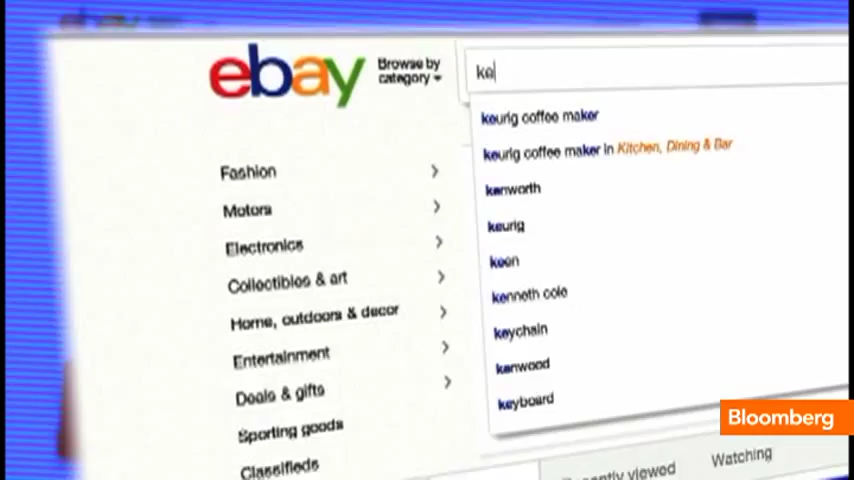 ebay
Browse by
category
ke
keurig coffee maker
keurig coffee maker in Kitchen, Dining & Bar
kenworth
keurig
keen
kenneth cole
keychain
kenwood
keyboard
Fashion
Motors
Electronics
Collectibles & art
Home, outdoors & decor
Entertainment
Deals & gifts
Sporting goods
Classifieds
Recently viewed
Watching
Bloomberg